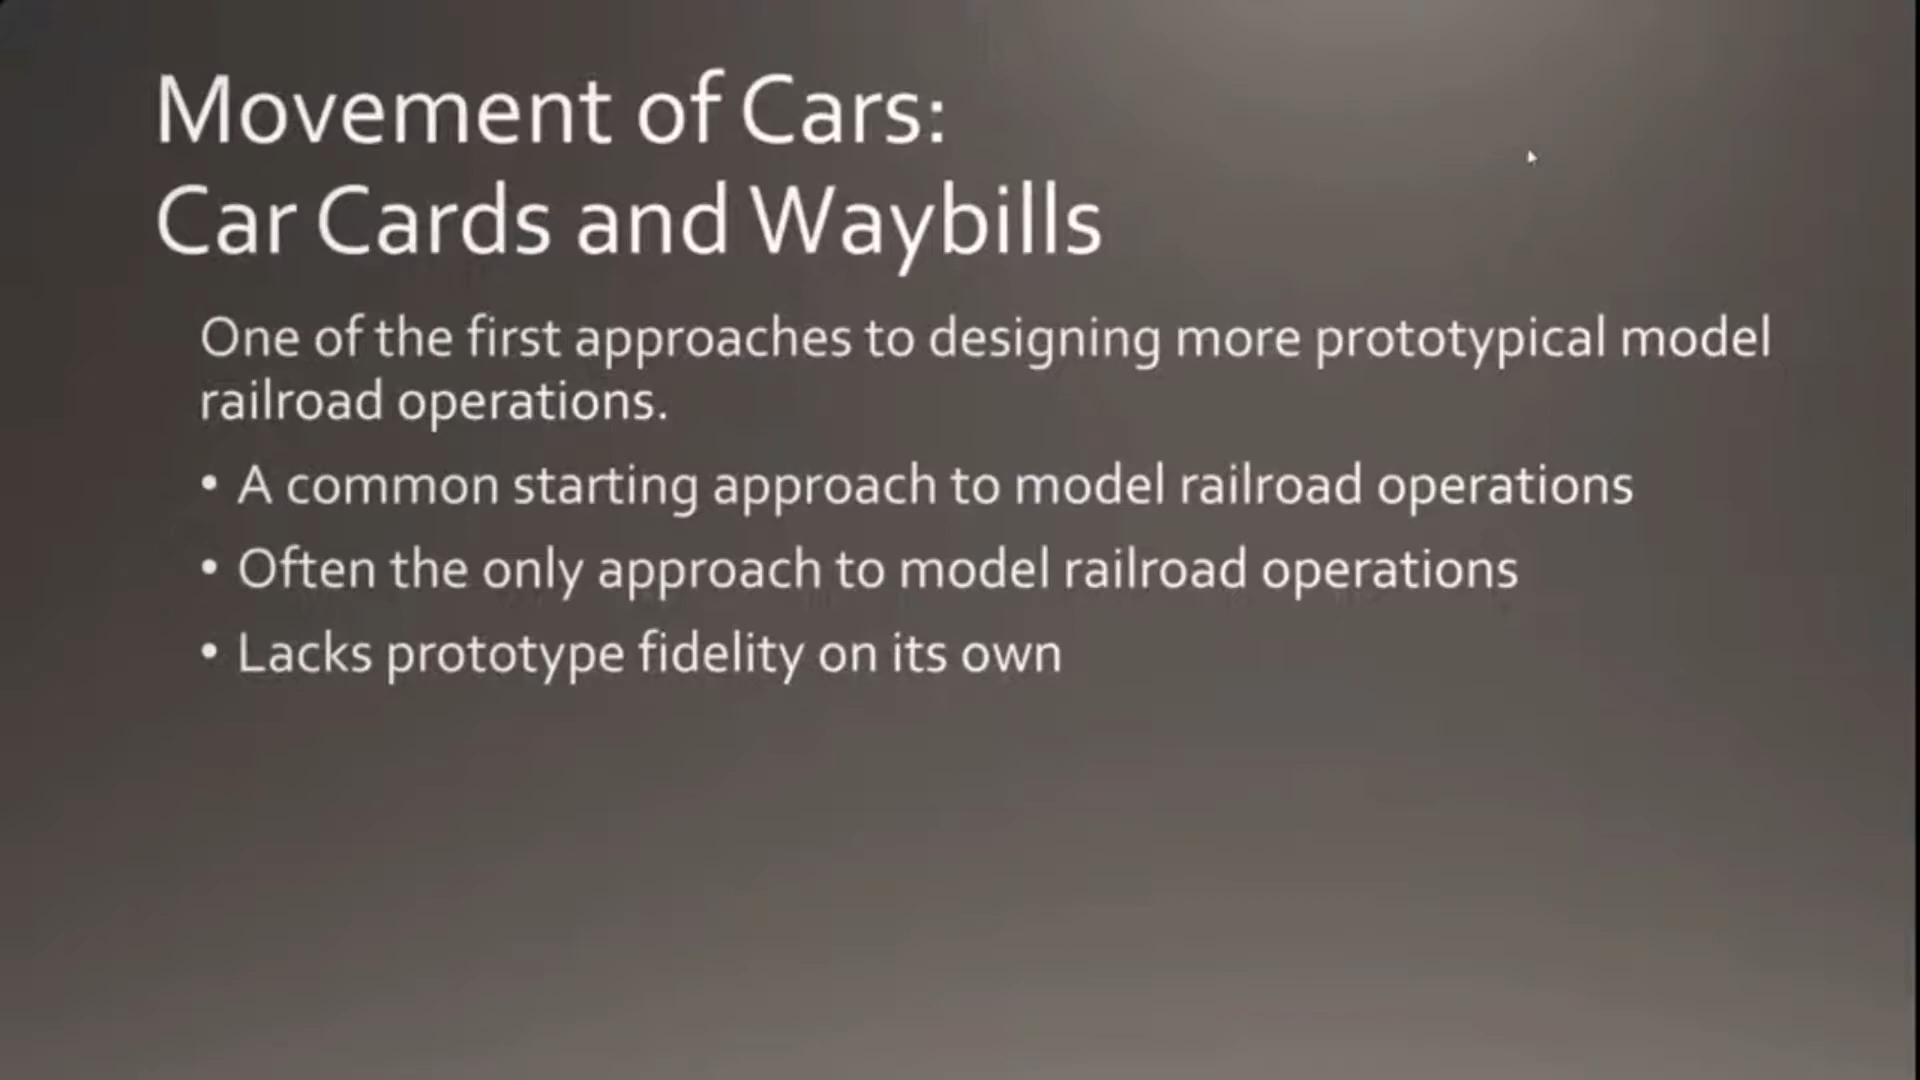 Movement of Cars:
Car Cards and Waybills
One of the first approaches to designing more prototypical model
railroad operations.
• A common starting approach to model railroad operations
• Often the only approach to model railroad operations
• Lacks prototype fidelity on its own